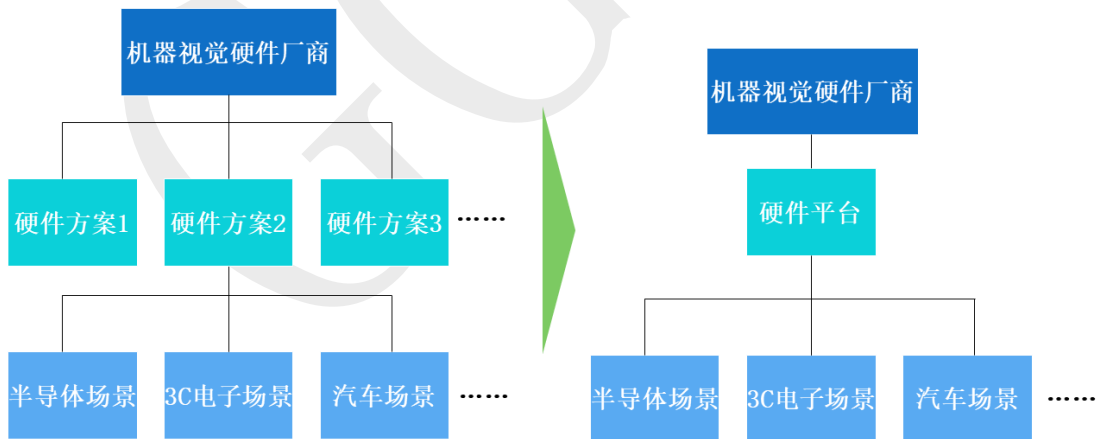 机器视觉硬件厂商
硬件方案1
硬件方案2
硬件方案3
……
半导体场景
3C电子场景
汽车场景
……
机器视觉硬件厂商
硬件平台
半导体场景
3C电子场景
汽车场景
……